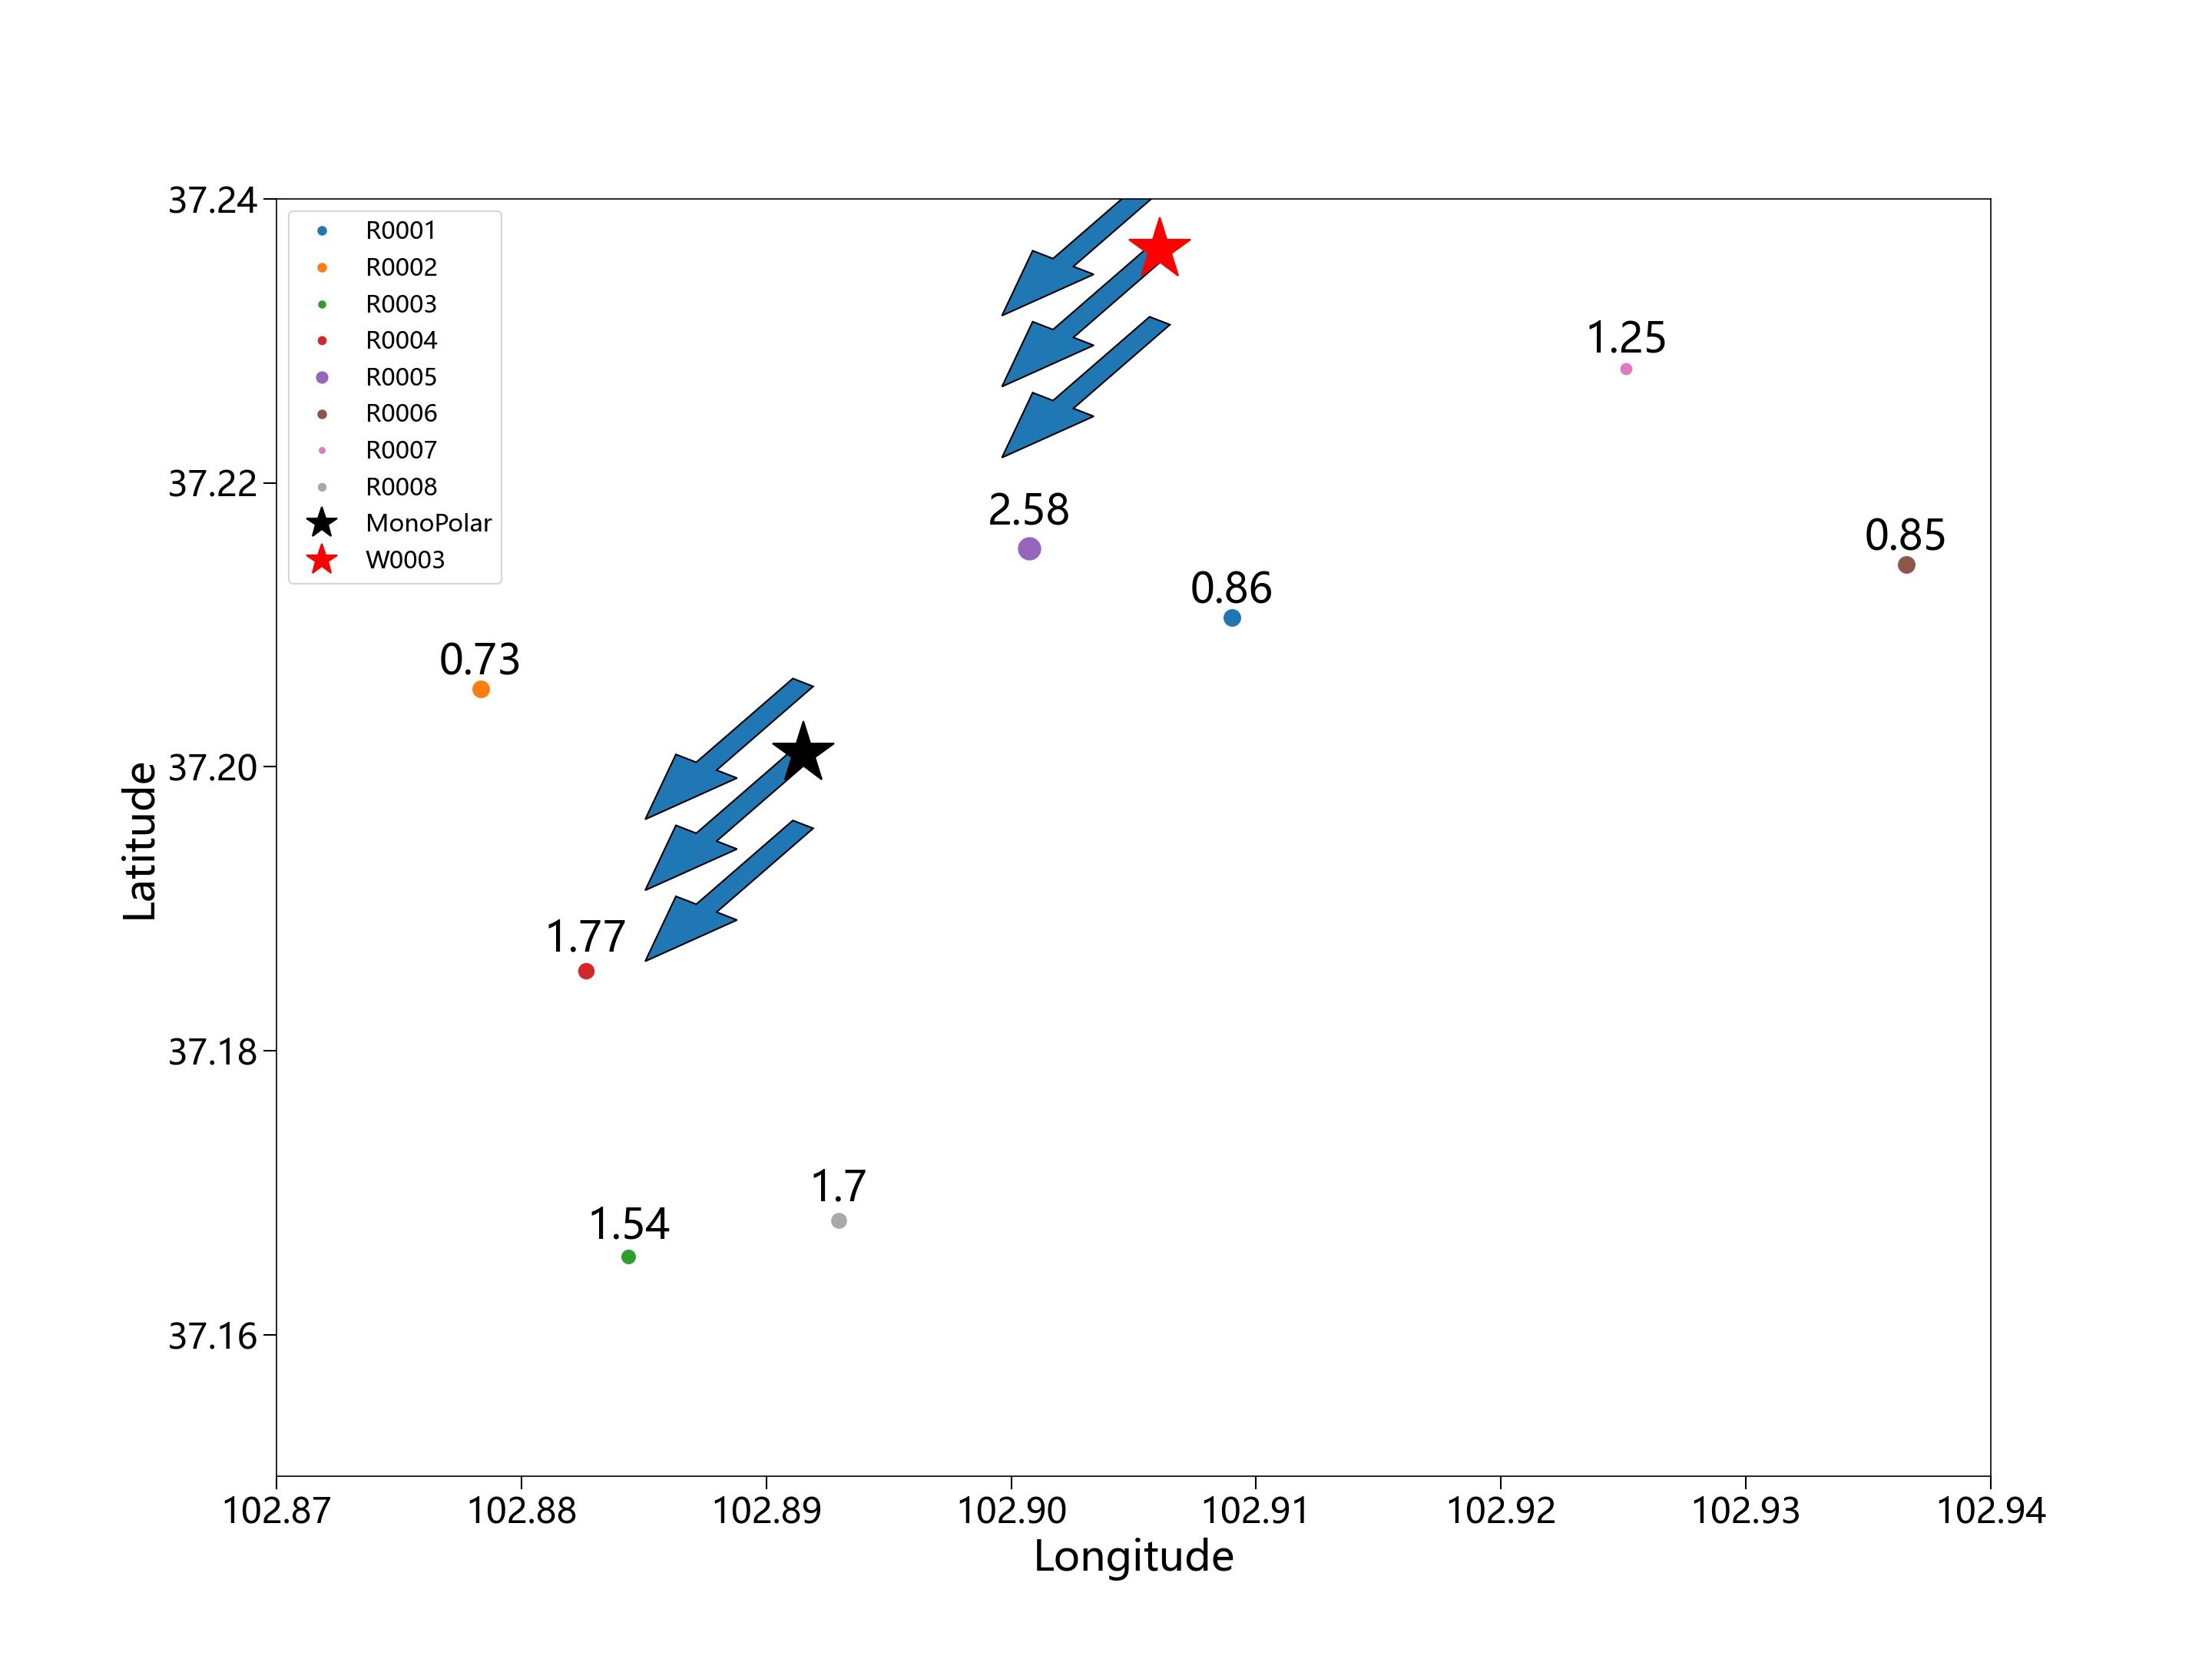 37.24
37.22
37.20
37.18
37.16
Latitude
R0001
R0002
R0003
R0004
R0005
R0006
R0007
R0008
MonoPolar
W0003
1.25
2.58
0.85
0.86
0.73
1.77
1.7
1.54
102.87 102.88 102.89 102.90 102.91 102.92 102.93 102.94
Longitude